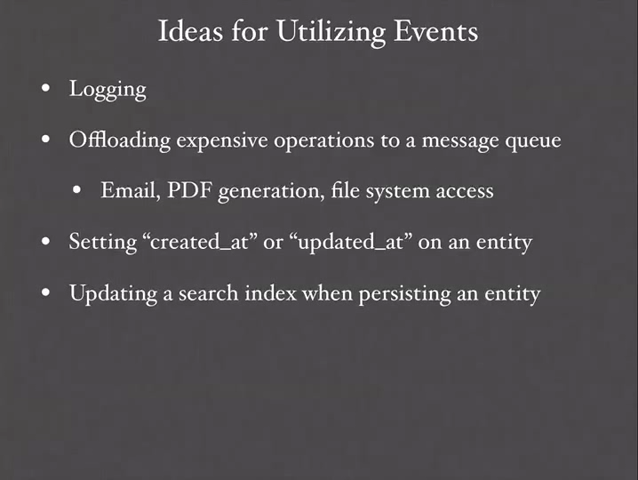 Ideas for Utilizing Events
• Logging
• Offloading expensive operations to a message queue
• Email, PDF generation, file system access
• Setting “created_at” or “updated_at” on an entity
• Updating a search index when persisting an entity